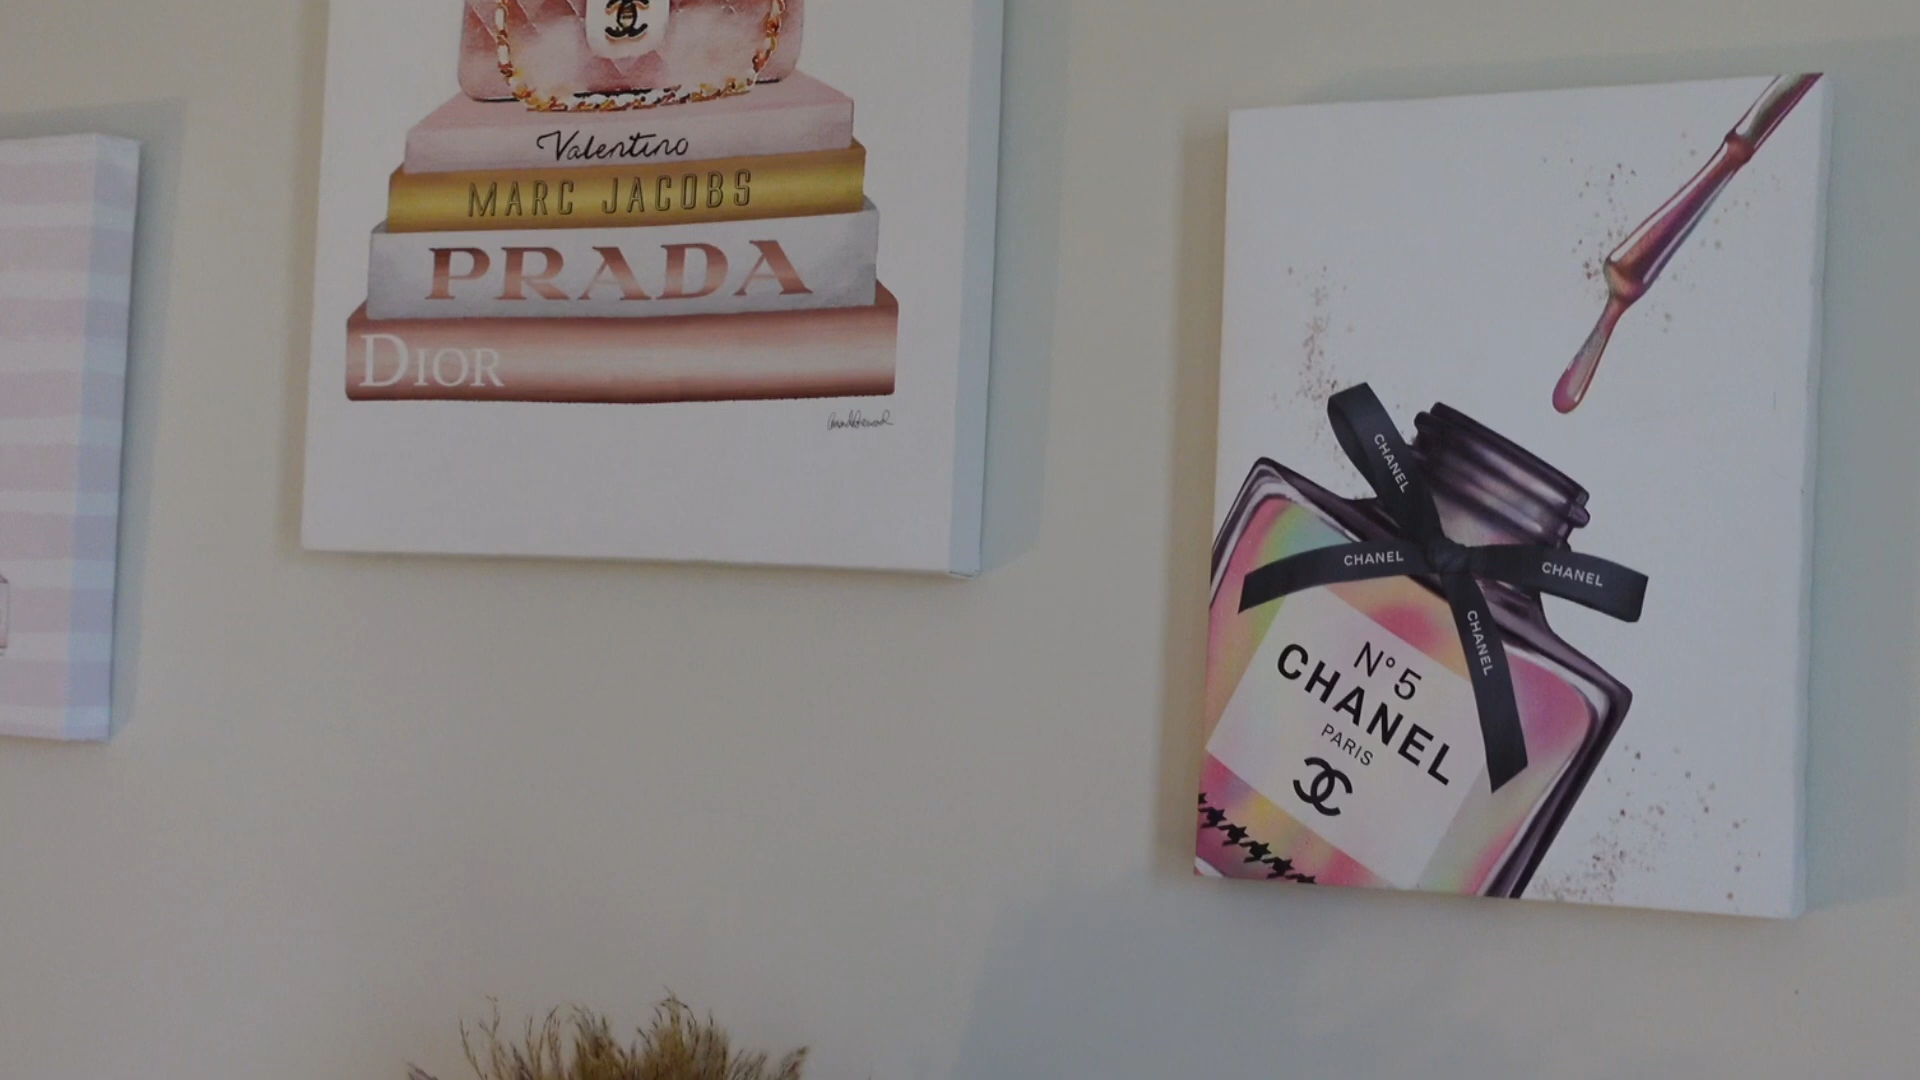 Valentino
MARC JACOBS
PRADA
DIOR
CHANEL
CHANEL
CHANEL
CHANEL
N°5
CHANEL
PARIS